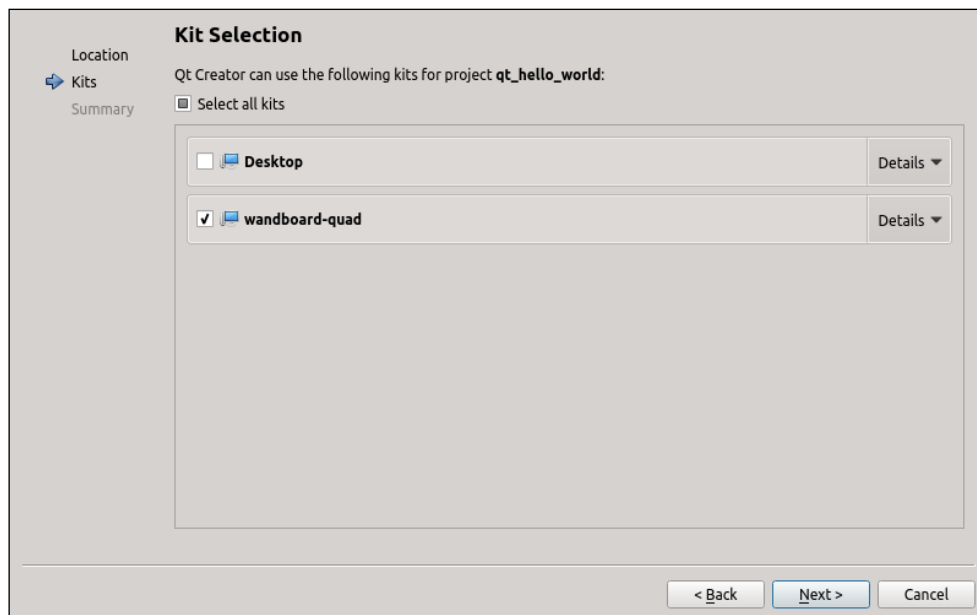 Location
Kits
Summary
Kit Selection
Qt Creator can use the following kits for project qt_hello_world:
Select all kits
Desktop
Details
wandboard-quad
Details
< Back
Next >
Cancel